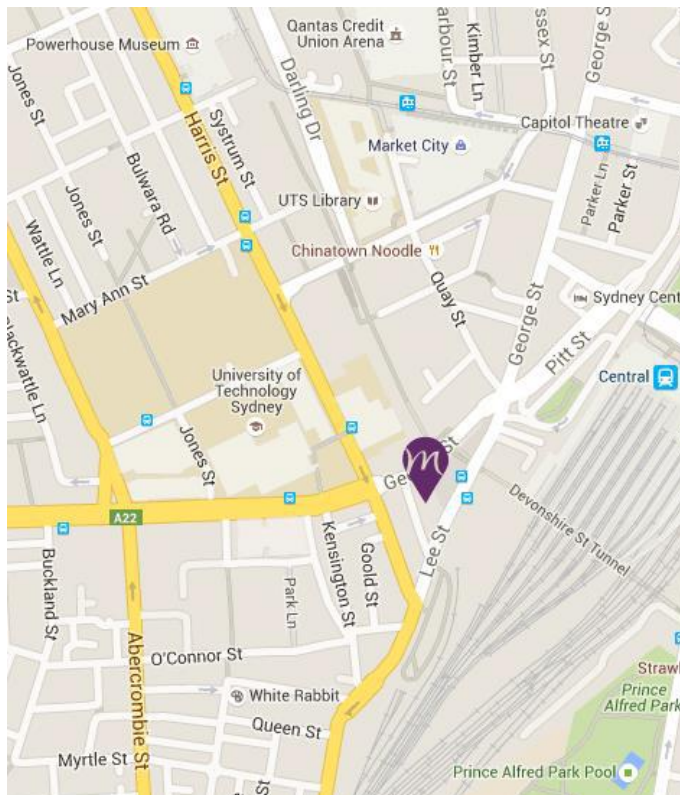 Qantas Credit
Union Arena
Powerhouse Museum
arbour St
Kimber Ln
ssex St
George St
Jones St
Darling Dr
Harris St
Systrum St
Capitol Theatre
Market City
Bulwara Rd
Jones St
UTS Library
Parker Ln
Parker St
Wattle Ln
Chinatown Noodle
Mary Ann St
Quay St
St
Sydney Cent
George St
Pitt St
lackwattle Ln
University of
Technology
Sydney
Central
Jones St
m
Ge
St
Devonshire St Tunnel
A22
Lee St
Buckland St
Kensington St
Goold St
Park Ln
Abercrombie St
O'Connor St
Strawb
White Rabbit
Prince
Alfred Park
Queen St
Myrtle St
Prince Alfred Park Pool